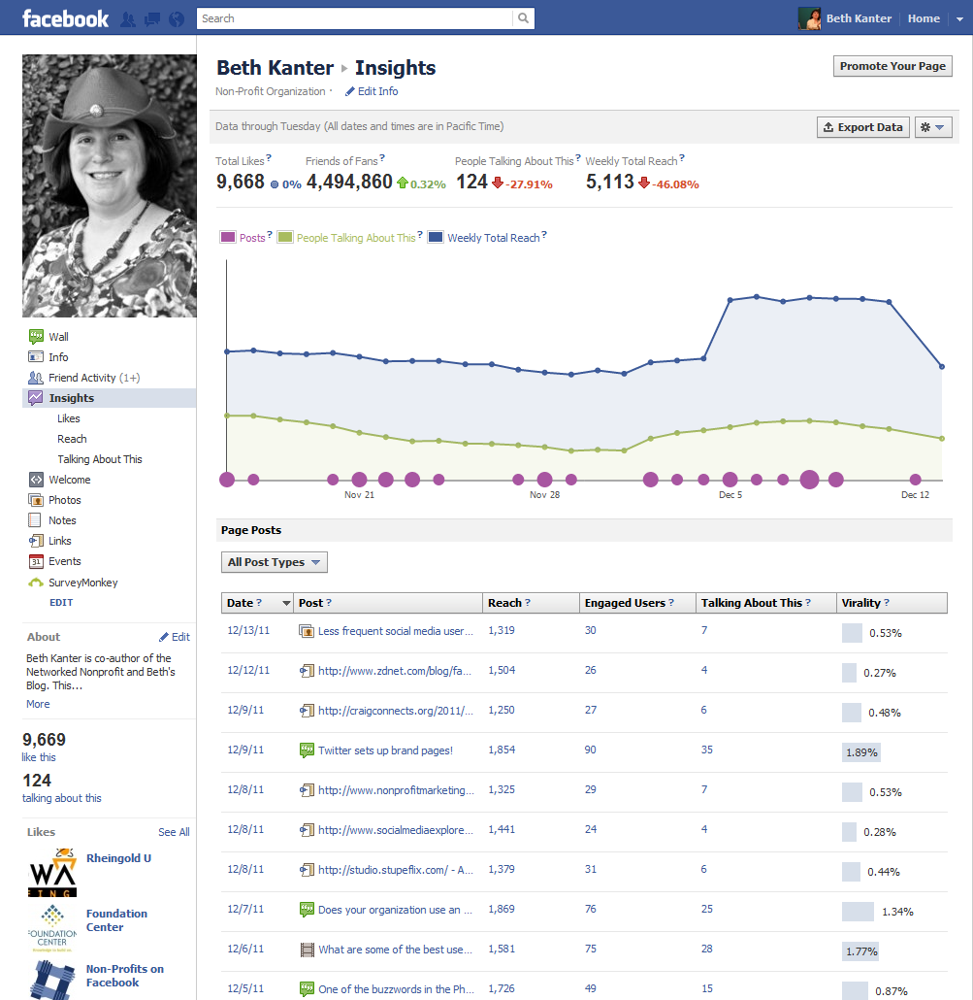 facebook
Search
Beth Kanter Home
Beth Kanter ▸ Insights
Promote Your Page
Non-Profit Organization · Edit Info
Data through Tuesday (All dates and times are in Pacific Time)
Export Data
Total Likes? Friends of Fans? People Talking About This? Weekly Total Reach?
9,668 0% 4,494,860 0.32% 124 -27.91% 5,113 -46.08%
Posts? People Talking About This? Weekly Total Reach?
Nov 21 Nov 28 Dec 5 Dec 12
Wall
Info
Friend Activity (1+)
Insights
Likes
Reach
Talking About This
Welcome
Photos
Notes
Links
31 Events
SurveyMonkey
EDIT
About Edit
Beth Kanter is co-author of the
Networked Nonprofit and Beth's
Blog. This...
More
9,669
like this
124
talking about this
Likes See All
WA
Rheingold U
FOUNDATION
CENTER
Foundation
Center
Non-Profits on
Facebook
Page Posts
All Post Types
Date ? Post ? Reach ? Engaged Users ? Talking About This ? Virality ?
12/13/11 Less frequent social media user... 1,319 30 7 0.53%
12/12/11 http://www.zdnet.com/blog/fa... 1,504 26 4 0.27%
12/9/11 http://craigconnects.org/2011/... 1,250 27 6 0.48%
12/9/11 Twitter sets up brand pages! 1,854 90 35 1.89%
12/8/11 http://www.nonprofitmarketing... 1,325 29 7 0.53%
12/8/11 http://www.socialmediaexplore... 1,441 24 4 0.28%
12/8/11 http://studio.stupeflix.com/ - A... 1,379 31 6 0.44%
12/7/11 Does your organization use an ... 1,869 76 25 1.34%
12/6/11 What are some of the best use... 1,581 75 28 1.77%
12/5/11 One of the buzzwords in the Ph... 1,726 49 15 0.87%